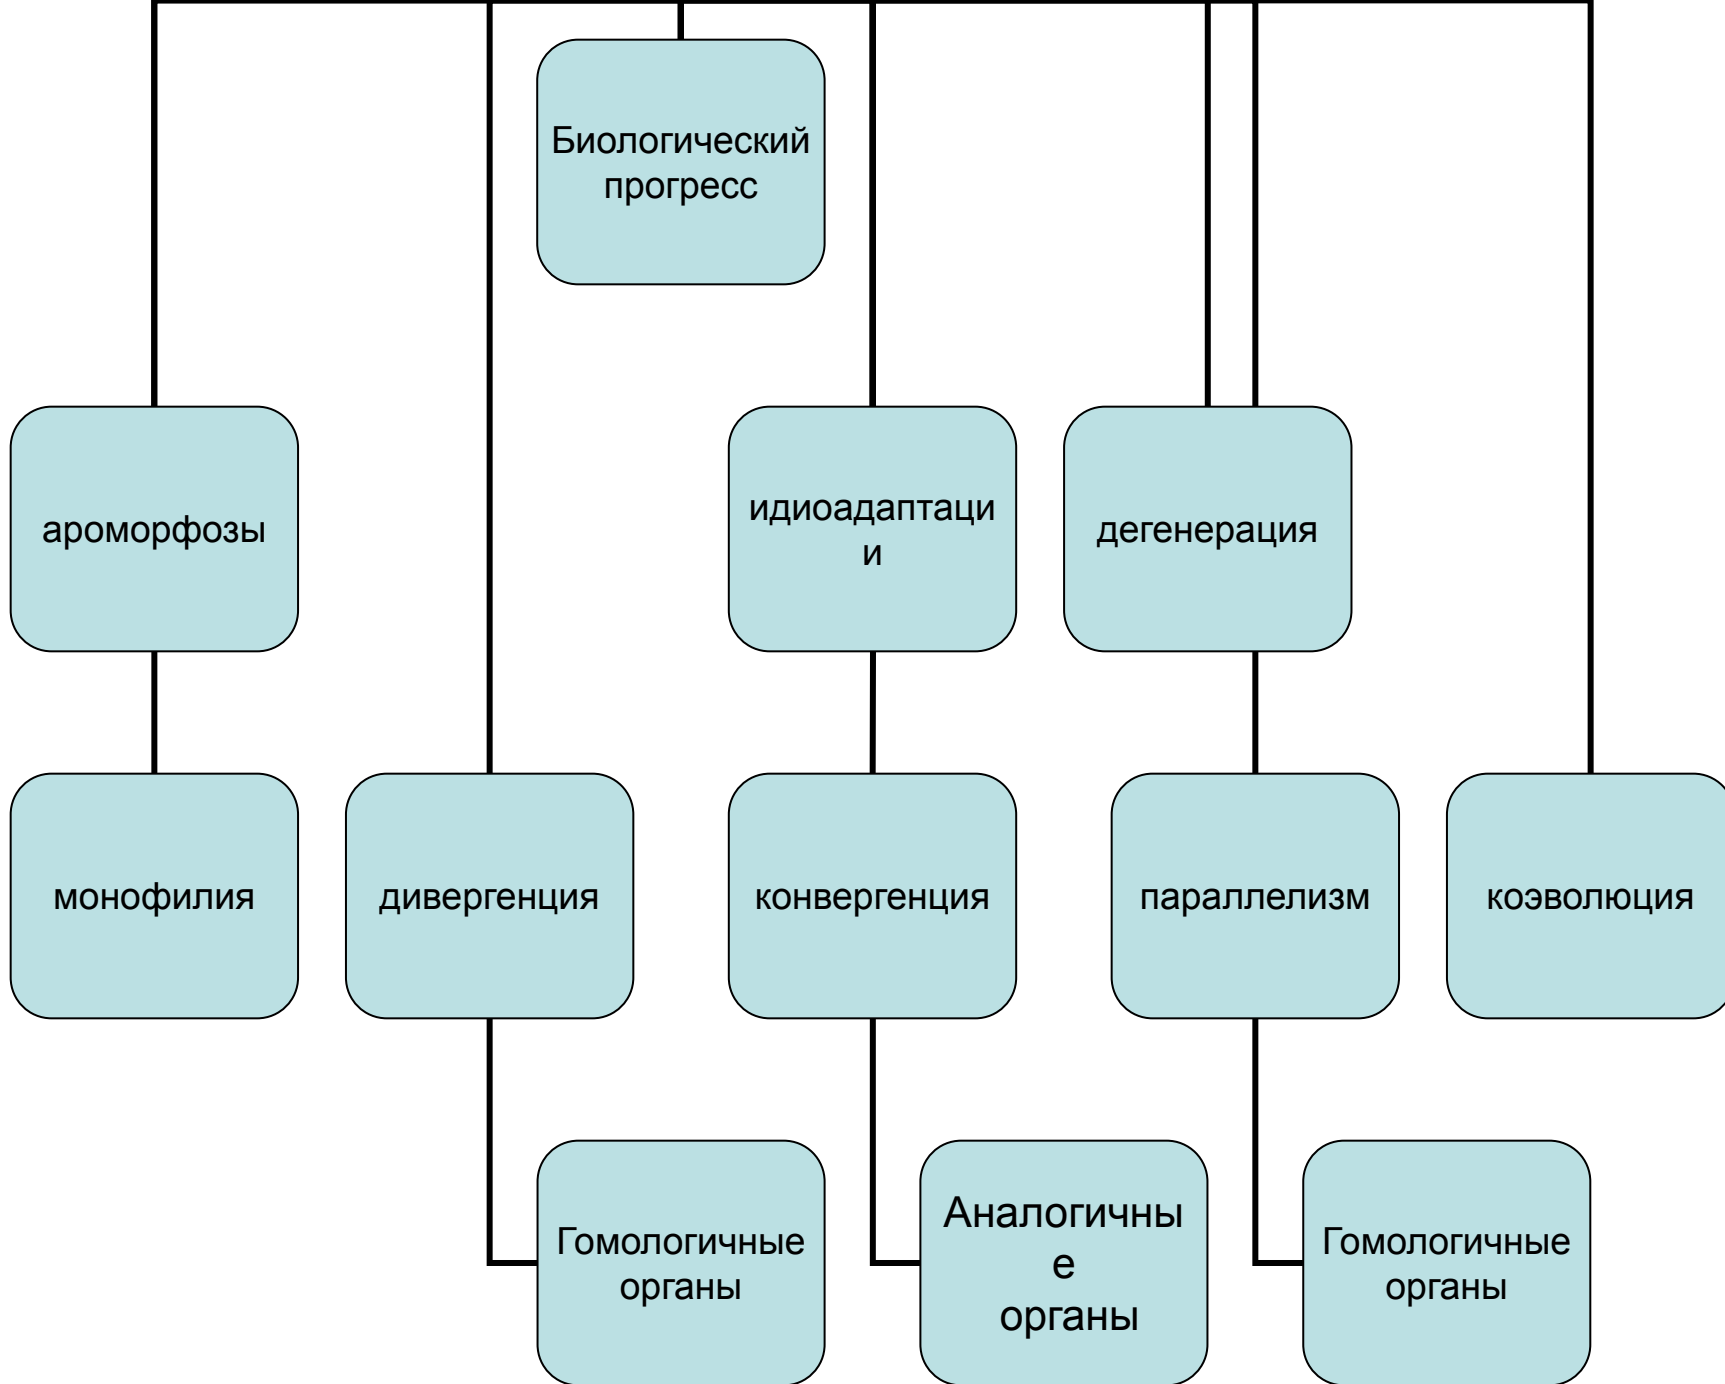 Биологический
прогресс
ароморфозы
идиоадаптаци
и
дегенерация
монофилия
дивергенция
конвергенция
параллелизм
коэволюция
Гомологичные
органы
Аналогичны
е
органы
Гомологичные
органы